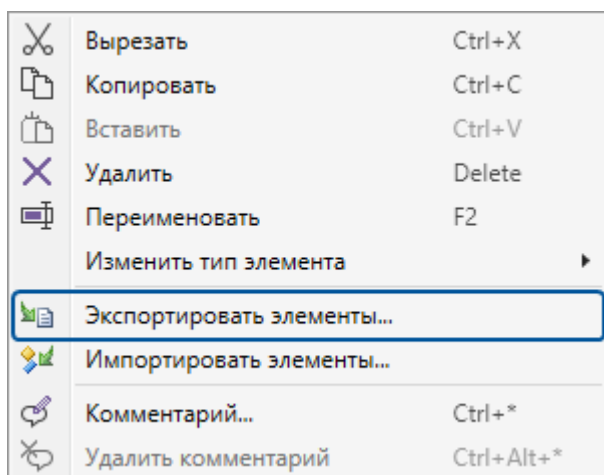 Вырезать Ctrl+X
Копировать Ctrl+C
Вставить Ctrl+V
Удалить Delete
Переименовать F2
Изменить тип элемента
Экспортировать элементы...
Импортировать элементы...
Комментарий... Ctrl+*
Удалить комментарий Ctrl+Alt+*